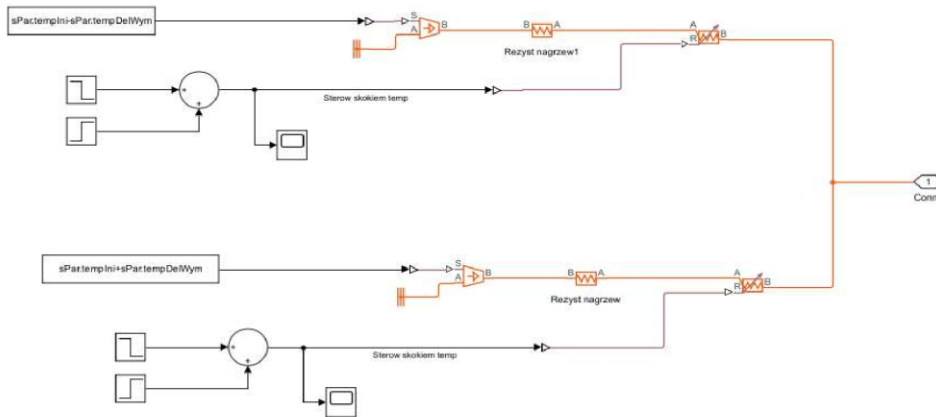 sPar.tempIni-sPar.tempDelWym
S
A
B
B
A
Rezyst nagrzew1
A
R
B
+
+
Sterow skokiem temp
1
Conn
sPar.tempIni+sPar.tempDelWym
S
A
B
B
A
Rezyst nagrzew
A
R
B
+
+
Sterow skokiem temp